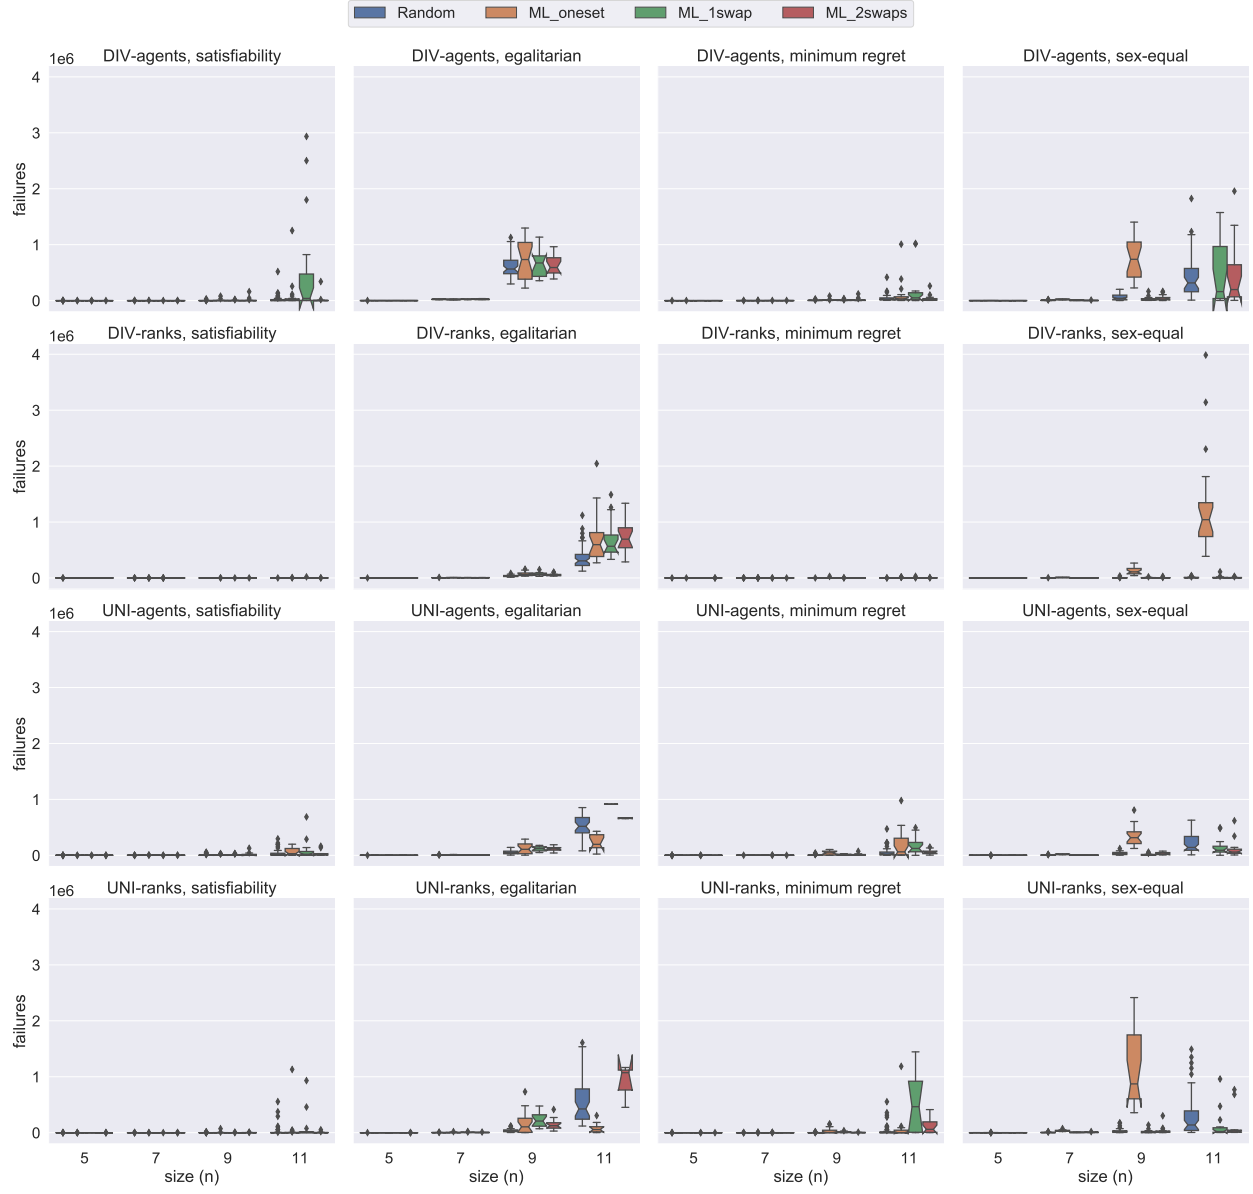 Random ML_oneset ML_1swap ML_2swaps
1e6 DIV-agents, satisfiability DIV-agents, egalitarian DIV-agents, minimum regret DIV-agents, sex-equal
4
3
failures
2
1
0
1e6 DIV-ranks, satisfiability DIV-ranks, egalitarian DIV-ranks, minimum regret DIV-ranks, sex-equal
4
3
failures
2
1
0
1e6 UNI-agents, satisfiability UNI-agents, egalitarian UNI-agents, minimum regret UNI-agents, sex-equal
4
3
failures
2
1
0
1e6 UNI-ranks, satisfiability UNI-ranks, egalitarian UNI-ranks, minimum regret UNI-ranks, sex-equal
4
3
failures
2
1
0
5 7 9 11 5 7 9 11 5 7 9 11 5 7 9 11
size (n) size (n) size (n) size (n)